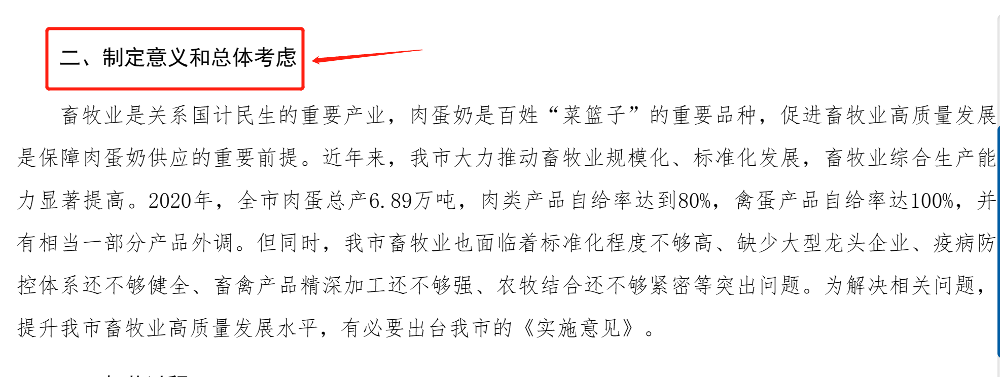 二、制定意义和总体考虑
畜牧业是关系国计民生的重要产业，肉蛋奶是百姓“菜篮子”的重要品种，促进畜牧业高质量发展
是保障肉蛋奶供应的重要前提。近年来，我市大力推动畜牧业规模化、标准化发展，畜牧业综合生产能
力显著提高。2020年，全市肉蛋总产6.89万吨，肉类产品自给率达到80%，禽蛋产品自给率达100%，并
有相当一部分产品外调。但同时，我市畜牧业也面临着标准化程度不够高、缺少大型龙头企业、疫病防
控体系还不够健全、畜禽产品精深加工还不够强、农牧结合还不够紧密等突出问题。为解决相关问题，
提升我市畜牧业高质量发展水平，有必要出台我市的《实施意见》。